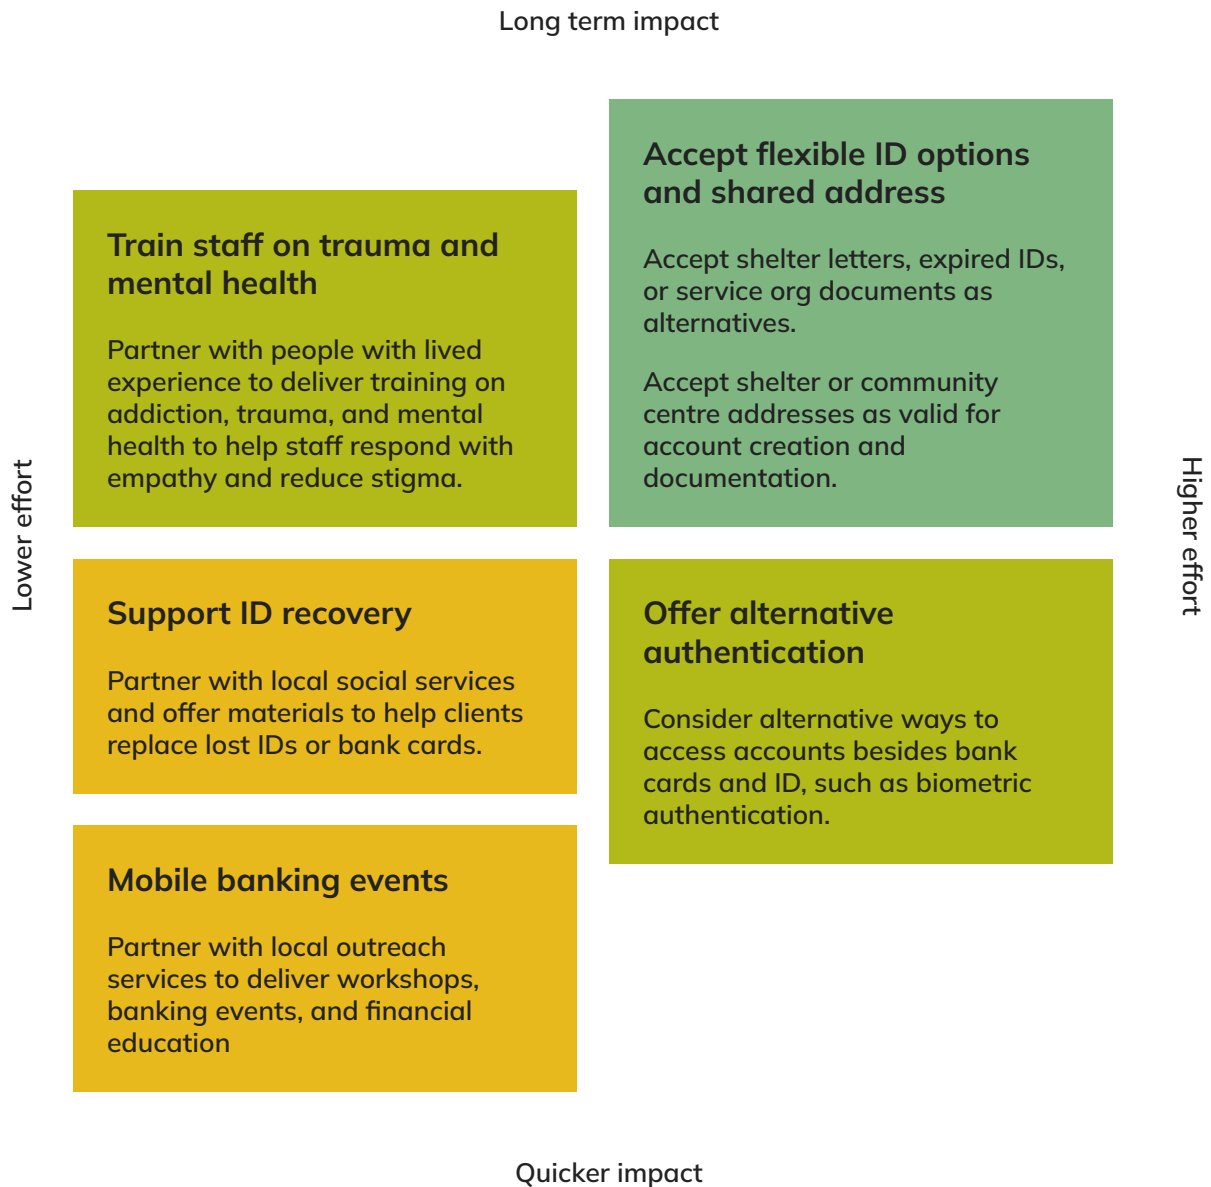 Long term impact
Accept flexible ID options
and shared address
Accept shelter letters, expired IDs,
or service org documents as
alternatives.
Accept shelter or community
centre addresses as valid for
account creation and
documentation.
Train staff on trauma and
mental health
Partner with people with lived
experience to deliver training on
addiction, trauma, and mental
health to help staff respond with
empathy and reduce stigma.
Lower effort
Higher effort
Support ID recovery
Partner with local social services
and offer materials to help clients
replace lost IDs or bank cards.
Offer alternative
authentication
Consider alternative ways to
access accounts besides bank
cards and ID, such as biometric
authentication.
Mobile banking events
Partner with local outreach
services to deliver workshops,
banking events, and financial
education
Quicker impact